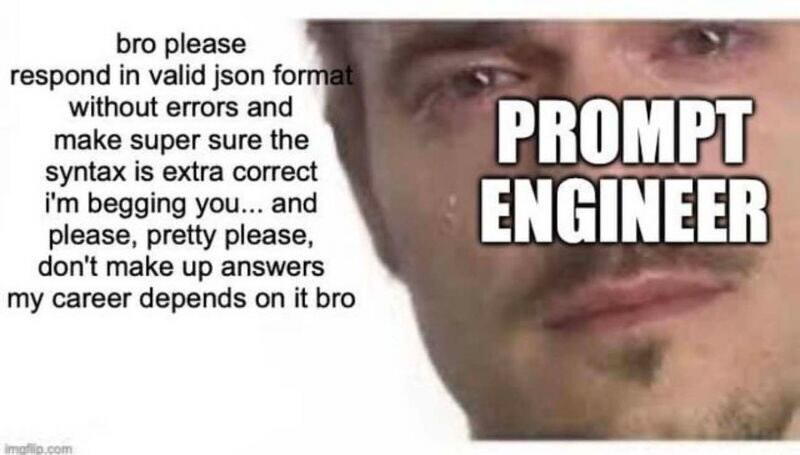 bro please
respond in valid json format
without errors and
make super sure the
syntax is extra correct
i'm begging you... and
please, pretty please,
don't make up answers
my career depends on it bro
PROMPT
ENGINEER
imgflip.com